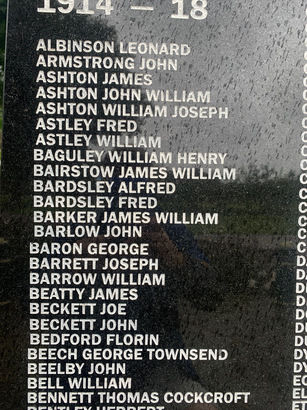 1914 — 18
ALBINSON LEONARD
ARMSTRONG JOHN
ASHTON JAMES
ASHTON JOHN WILLIAM
ASHTON WILLIAM JOSEPH
ASTLEY FRED
ASTLEY WILLIAM
BAGULEY WILLIAM HENRY
BAIRSTOW JAMES WILLIAM
BARDSLEY ALFRED
BARDSLEY FRED
BARKER JAMES WILLIAM
BARLOW JOHN
BARON GEORGE
BARRETT JOSEPH
BARROW WILLIAM
BEATTY JAMES
BECKETT JOE
BECKETT JOHN
BEDFORD FLORIN
BEECH GEORGE TOWNSEND
BEELBY JOHN
BELL WILLIAM
BENNETT THOMAS COCKCROFT
BENTLEY HERBERT